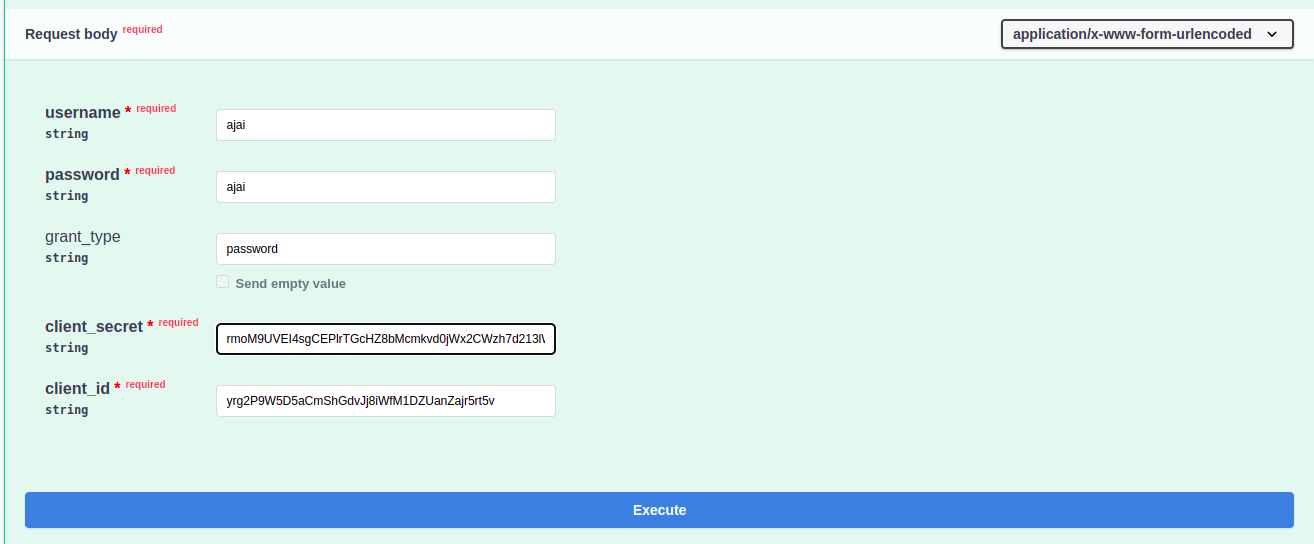 Request body required
application/x-www-form-urlencoded
username * required
string
ajai
password * required
string
ajai
grant_type
string
password
Send empty value
client_secret * required
string
rmoM9UVEI4sgCEPlrTGcHZ8bMcmkvd0jWx2CWzh7d213l
client_id * required
string
yrg2P9W5D5aCmShGdvJj8iWfM1DZUanZajr5rt5v
Execute